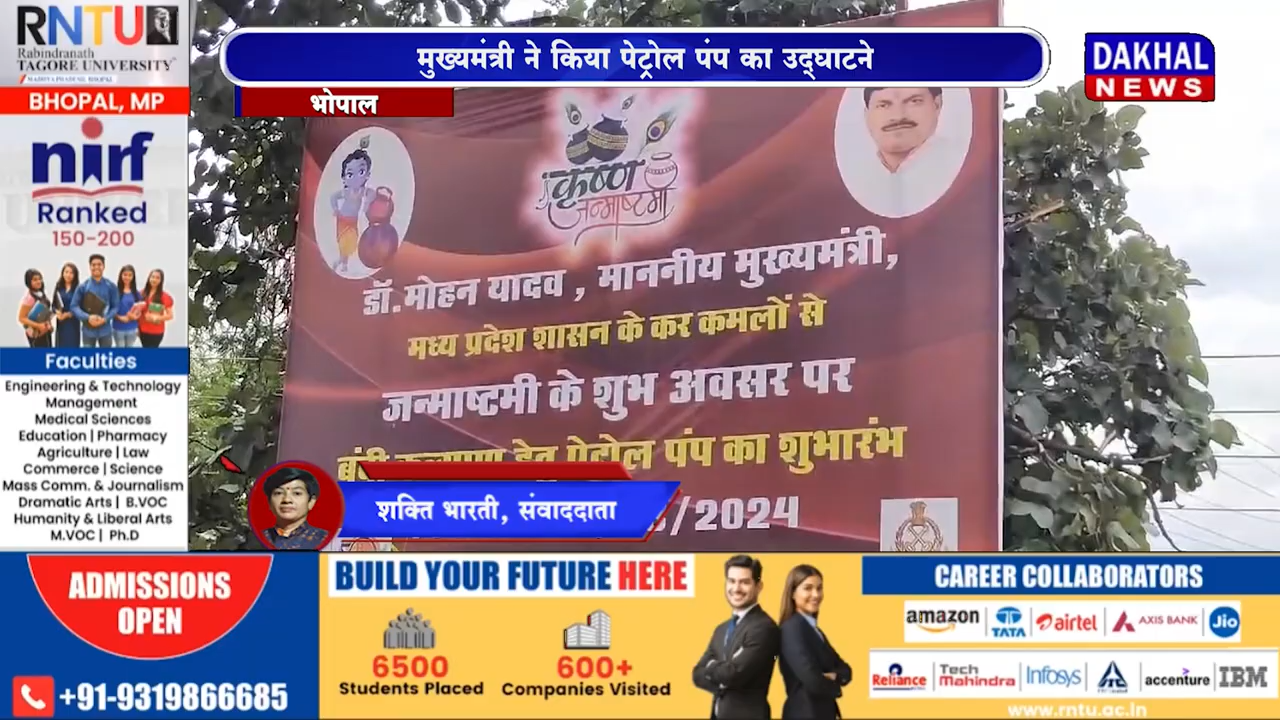 RNTU
Rabindranath
TAGORE UNIVERSITY
MADHYA PRADESH, BHOPAL
BHOPAL, MP
nirf
Ranked
150-200
Faculties
Engineering & Technology
Management
Medical Sciences
Education | Pharmacy
Agriculture | Law
Commerce | Science
Mass Comm. & Journalism
Dramatic Arts | B.VOC
Humanity & Liberal Arts
M.VOC | Ph.D
मुख्यमंत्री ने किया पेट्रोल पंप का उद्घाटने
भोपाल
DAKHAL
NEWS
कृष्ण
जन्माष्टमी
डॉ.मोहन यादव , माननीय मुख्यमंत्री,
मध्य प्रदेश शासन के कर कमलों से
जन्माष्टमी के शुभ अवसर पर
पेट्रोल पंप का शुभारंभ
/2024
शक्ति भारती, संवाददाता
ADMISSIONS
OPEN
+91-9319866685
BUILD YOUR FUTURE HERE
6500
Students Placed
600+
Companies Visited
CAREER COLLABORATORS
amazon TATA airtel AXIS BANK Jio
Reliance Tech Mahindra Infosys accenture IBM
www.rntu.ac.in